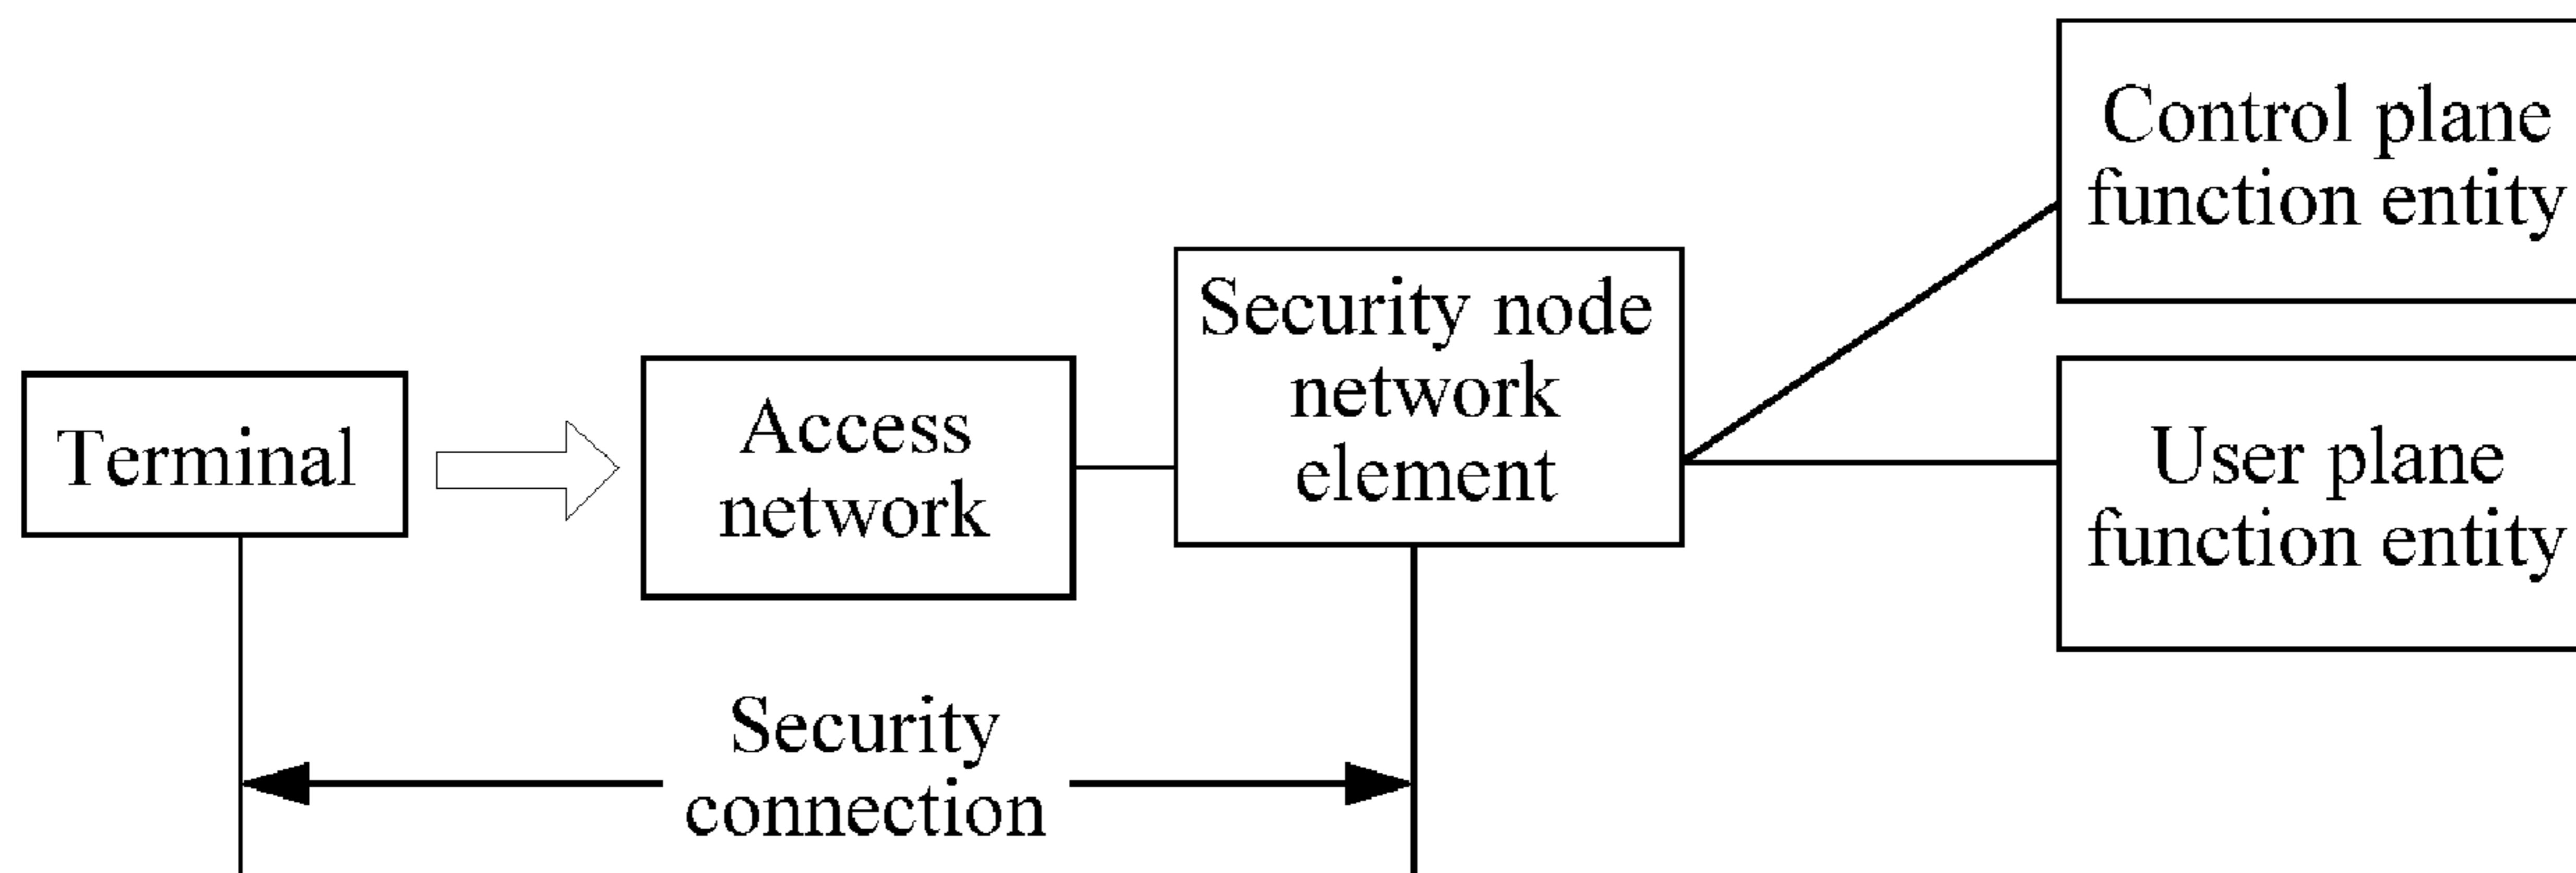 Control plane
function entity
Security node
network
element
Terminal
Access
network
User plane
function entity
Security
connection